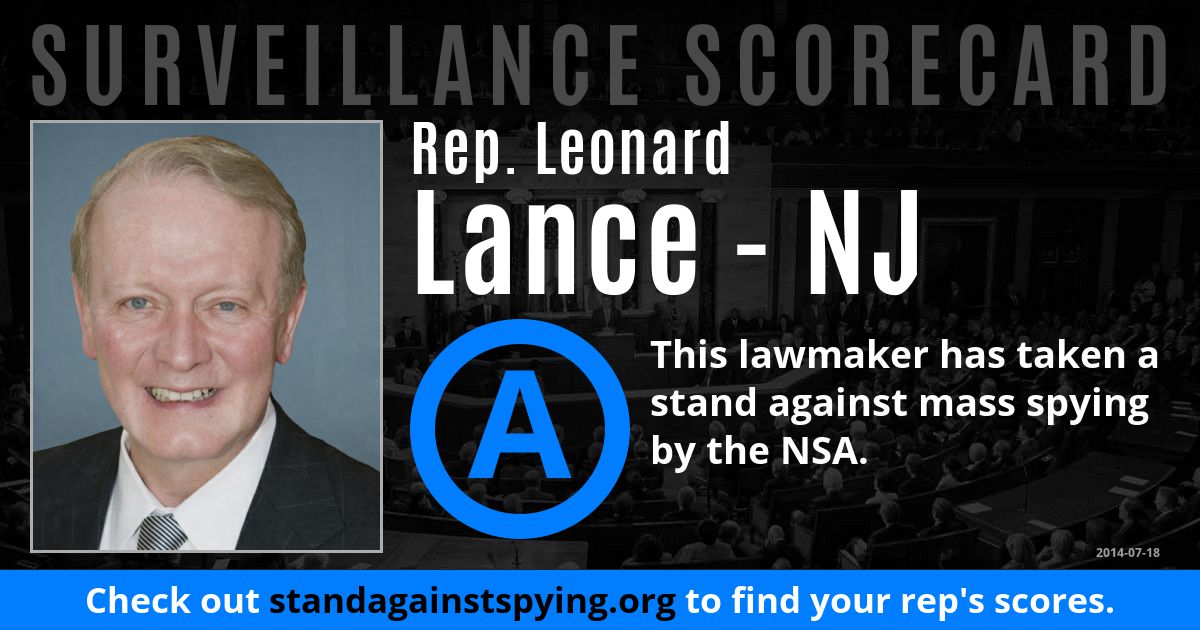 SURVEILLANCE SCORECARD
Rep. Leonard
Lance - NJ
A
This lawmaker has taken a
stand against mass spying
by the NSA.
2014-07-18
Check out standagainstspying.org to find your rep's scores.